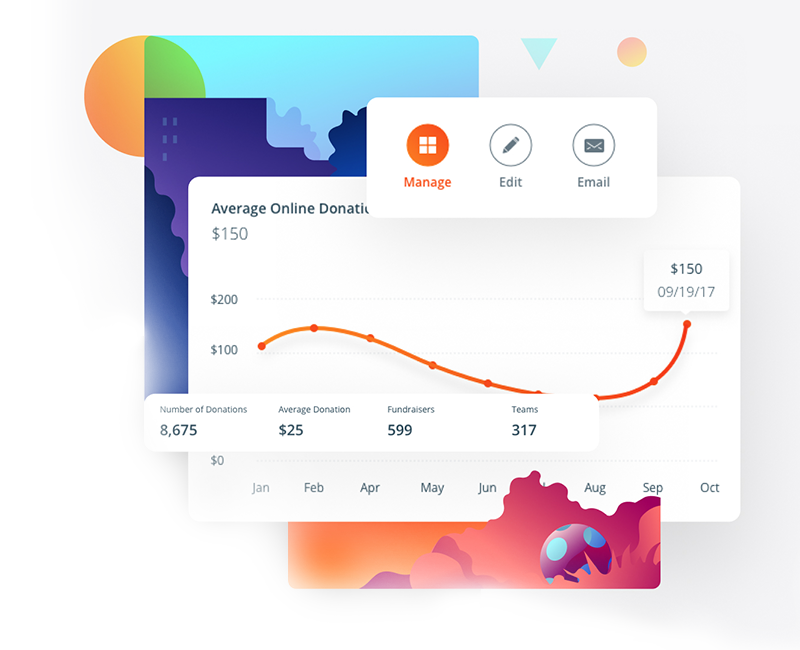 Manage Edit Email
Average Online Donatio
$150
$150
09/19/17
$200
$100
Number of Donations Average Donation Fundraisers Teams
8,675 $25 599 317
$0
Jan Feb Apr May Jun Aug Sep Oct